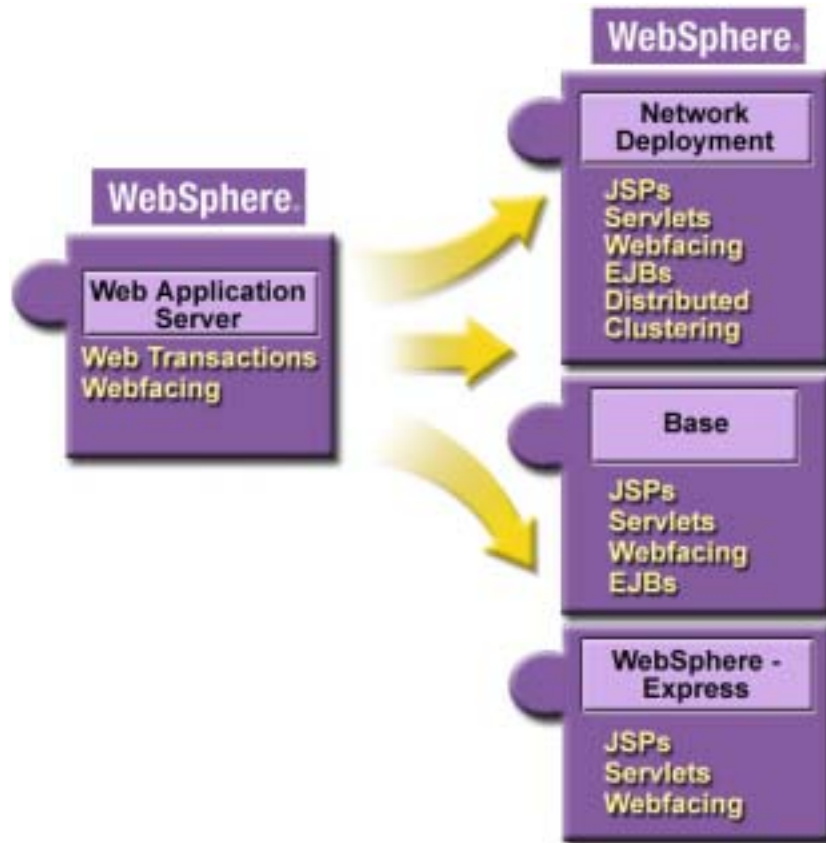 WebSphere.
Web Application
Server
Web Transactions
Webfacing
WebSphere.
Network
Deployment
JSPs
Servlets
Webfacing
EJBs
Distributed
Clustering
Base
JSPs
Servlets
Webfacing
EJBs
WebSphere -
Express
JSPs
Servlets
Webfacing